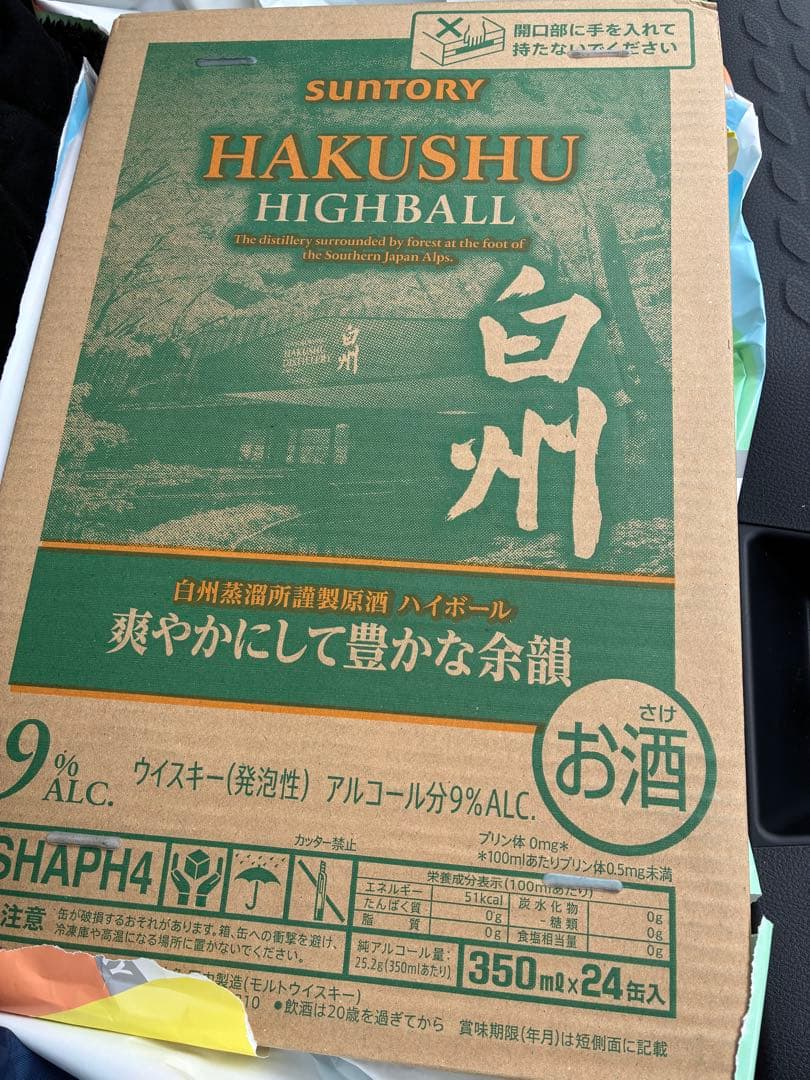 開口部に手を入れて
持たないでください
SUNTORY
HAKUSHU
HIGHBALL
The distillery surrounded by forest at the foot of
the Southern Japan Alps.
白州
HAKUSHU
DISTILLERY
白州
白州蒸溜所謹製原酒 ハイボール
爽やかにして豊かな余韻
さけ
お酒
9%
ALC.
ウイスキー(発泡性) アルコール分9%ALC.
プリン体 0mg*
*100mlあたりプリン体0.5mg未満
カッター禁止
SHAPH4
栄養成分表示(100mlあたり)
エネルギー 51kcal 炭水化物 0g
たんぱく質 0g -糖類 0g
脂質 0g 食塩相当量 0g
注意 缶が破損するおそれがあります。箱、缶への衝撃を避け、
冷凍庫や高温になる場所に置かないでください。
純アルコール量:
25.2g(350mlあたり)
350ml×24缶入
製造(モルトウイスキー)
10 ●飲酒は20歳を過ぎてから 賞味期限(年月)は短側面に記載